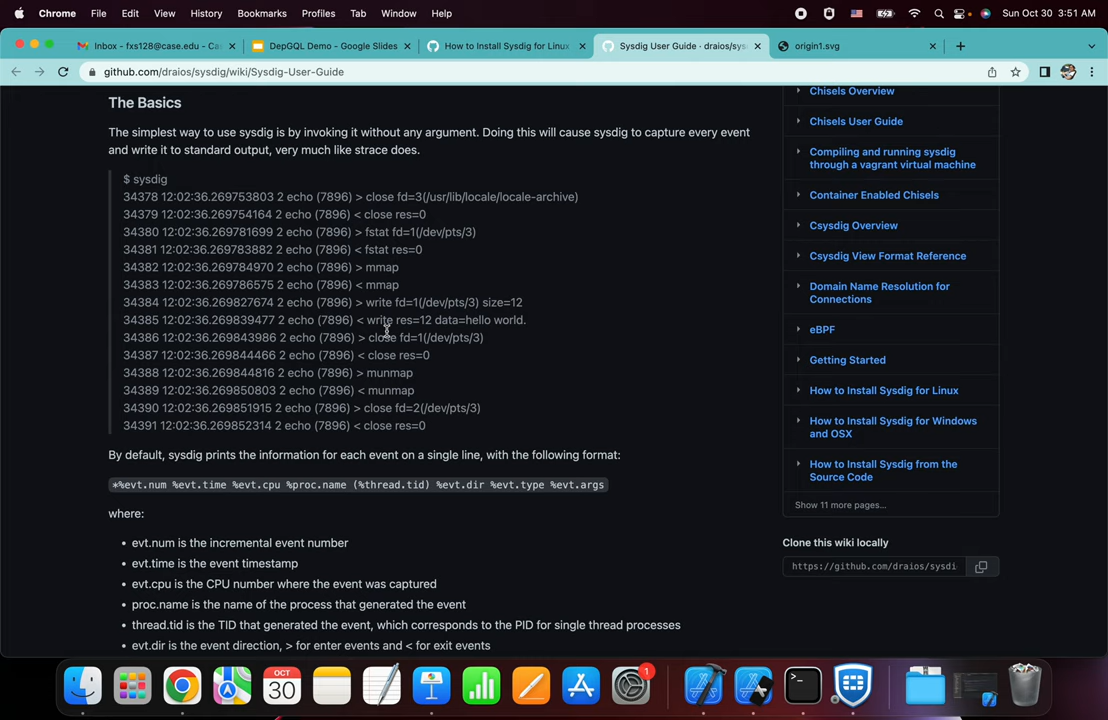 Chrome File Edit View History Bookmarks Profiles Tab Window Help Sun Oct 30 3:51 AM
Inbox - fxs128@case.edu - Ca DepGQL Demo - Google Slides How to Install Sysdig for Linux Sysdig User Guide · draios/sys origin1.svg
github.com/draios/sysdig/wiki/Sysdig-User-Guide
The Basics
The simplest way to use sysdig is by invoking it without any argument. Doing this will cause sysdig to capture every event
and write it to standard output, very much like strace does.
$ sysdig
34378 12:02:36.269753803 2 echo (7896) > close fd=3(/usr/lib/locale/locale-archive)
34379 12:02:36.269754164 2 echo (7896) < close res=0
34380 12:02:36.269781699 2 echo (7896) > fstat fd=1(/dev/pts/3)
34381 12:02:36.269783882 2 echo (7896) < fstat res=0
34382 12:02:36.269784970 2 echo (7896) > mmap
34383 12:02:36.269786575 2 echo (7896) < mmap
34384 12:02:36.269827674 2 echo (7896) > write fd=1(/dev/pts/3) size=12
34385 12:02:36.269839477 2 echo (7896) < write res=12 data=hello world.
34386 12:02:36.269843986 2 echo (7896) > close fd=1(/dev/pts/3)
34387 12:02:36.269844466 2 echo (7896) < close res=0
34388 12:02:36.269844816 2 echo (7896) > munmap
34389 12:02:36.269850803 2 echo (7896) < munmap
34390 12:02:36.269851915 2 echo (7896) > close fd=2(/dev/pts/3)
34391 12:02:36.269852314 2 echo (7896) < close res=0
By default, sysdig prints the information for each event on a single line, with the following format:
*%evt.num %evt.time %evt.cpu %proc.name (%thread.tid) %evt.dir %evt.type %evt.args
where:
• evt.num is the incremental event number
• evt.time is the event timestamp
• evt.cpu is the CPU number where the event was captured
• proc.name is the name of the process that generated the event
• thread.tid is the TID that generated the event, which corresponds to the PID for single thread processes
• evt.dir is the event direction, > for enter events and < for exit events
Chisels Overview
Chisels User Guide
Compiling and running sysdig
through a vagrant virtual machine
Container Enabled Chisels
Csysdig Overview
Csysdig View Format Reference
Domain Name Resolution for
Connections
eBPF
Getting Started
How to Install Sysdig for Linux
How to Install Sysdig for Windows
and OSX
How to Install Sysdig from the
Source Code
Show 11 more pages...
Clone this wiki locally
https://github.com/draios/sysdi
OCT
30
1